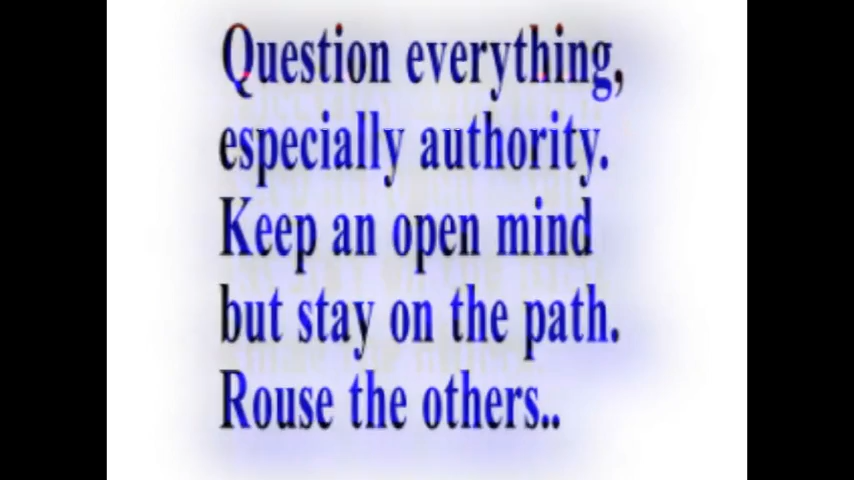 Question everything,
especially authority.
Keep an open mind
but stay on the path.
Rouse the others..